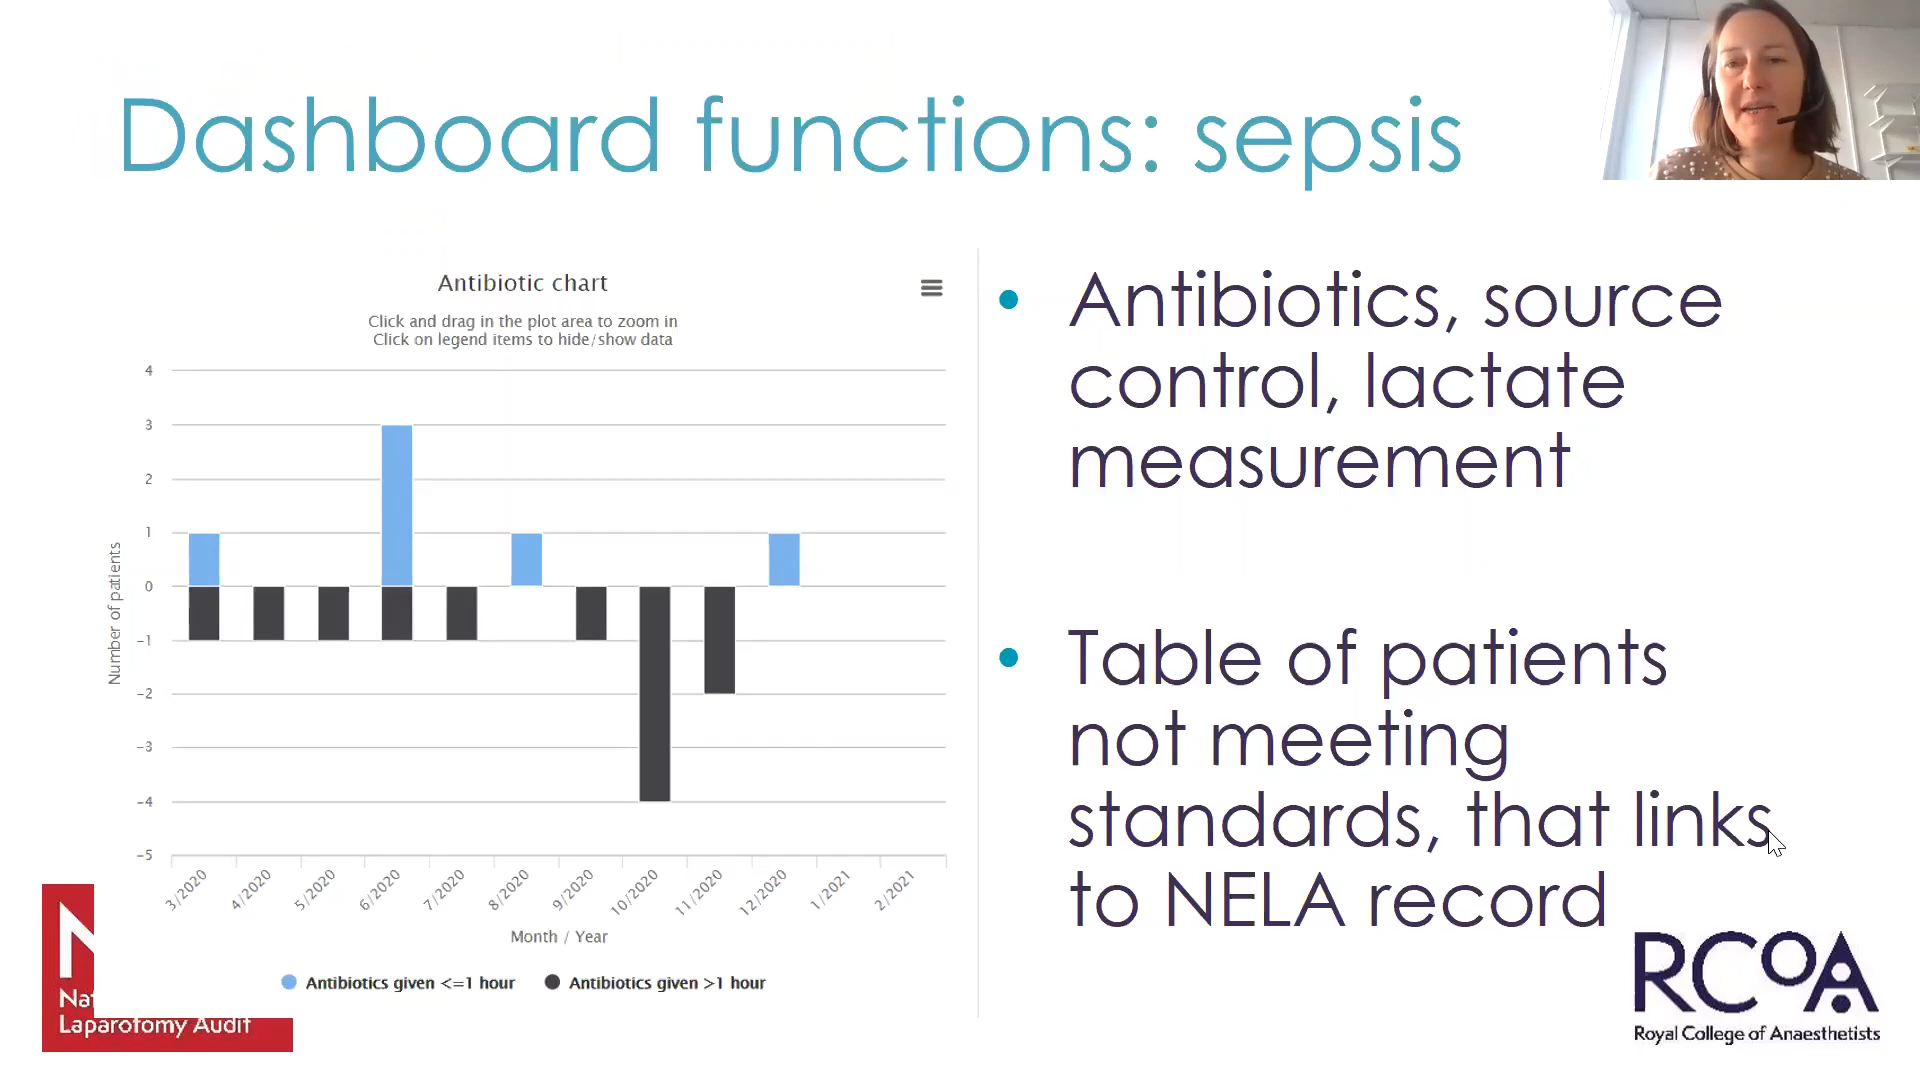 Dashboard functions: sepsis
Antibiotic chart
Click and drag in the plot area to zoom in
Click on legend items to hide/show data
4
3
2
1
0
-1
-2
-3
-4
-5
Number of patients
3/2020
4/2020
5/2020
6/2020
7/2020
8/2020
9/2020
10/2020
11/2020
12/2020
1/2021
2/2021
Month / Year
Antibiotics given <=1 hour
Antibiotics given >1 hour
• Antibiotics, source
control, lactate
measurement
• Table of patients
not meeting
standards, that links
to NELA record
N
Nat
Laparotomy Audit
RCOA
Royal College of Anaesthetists